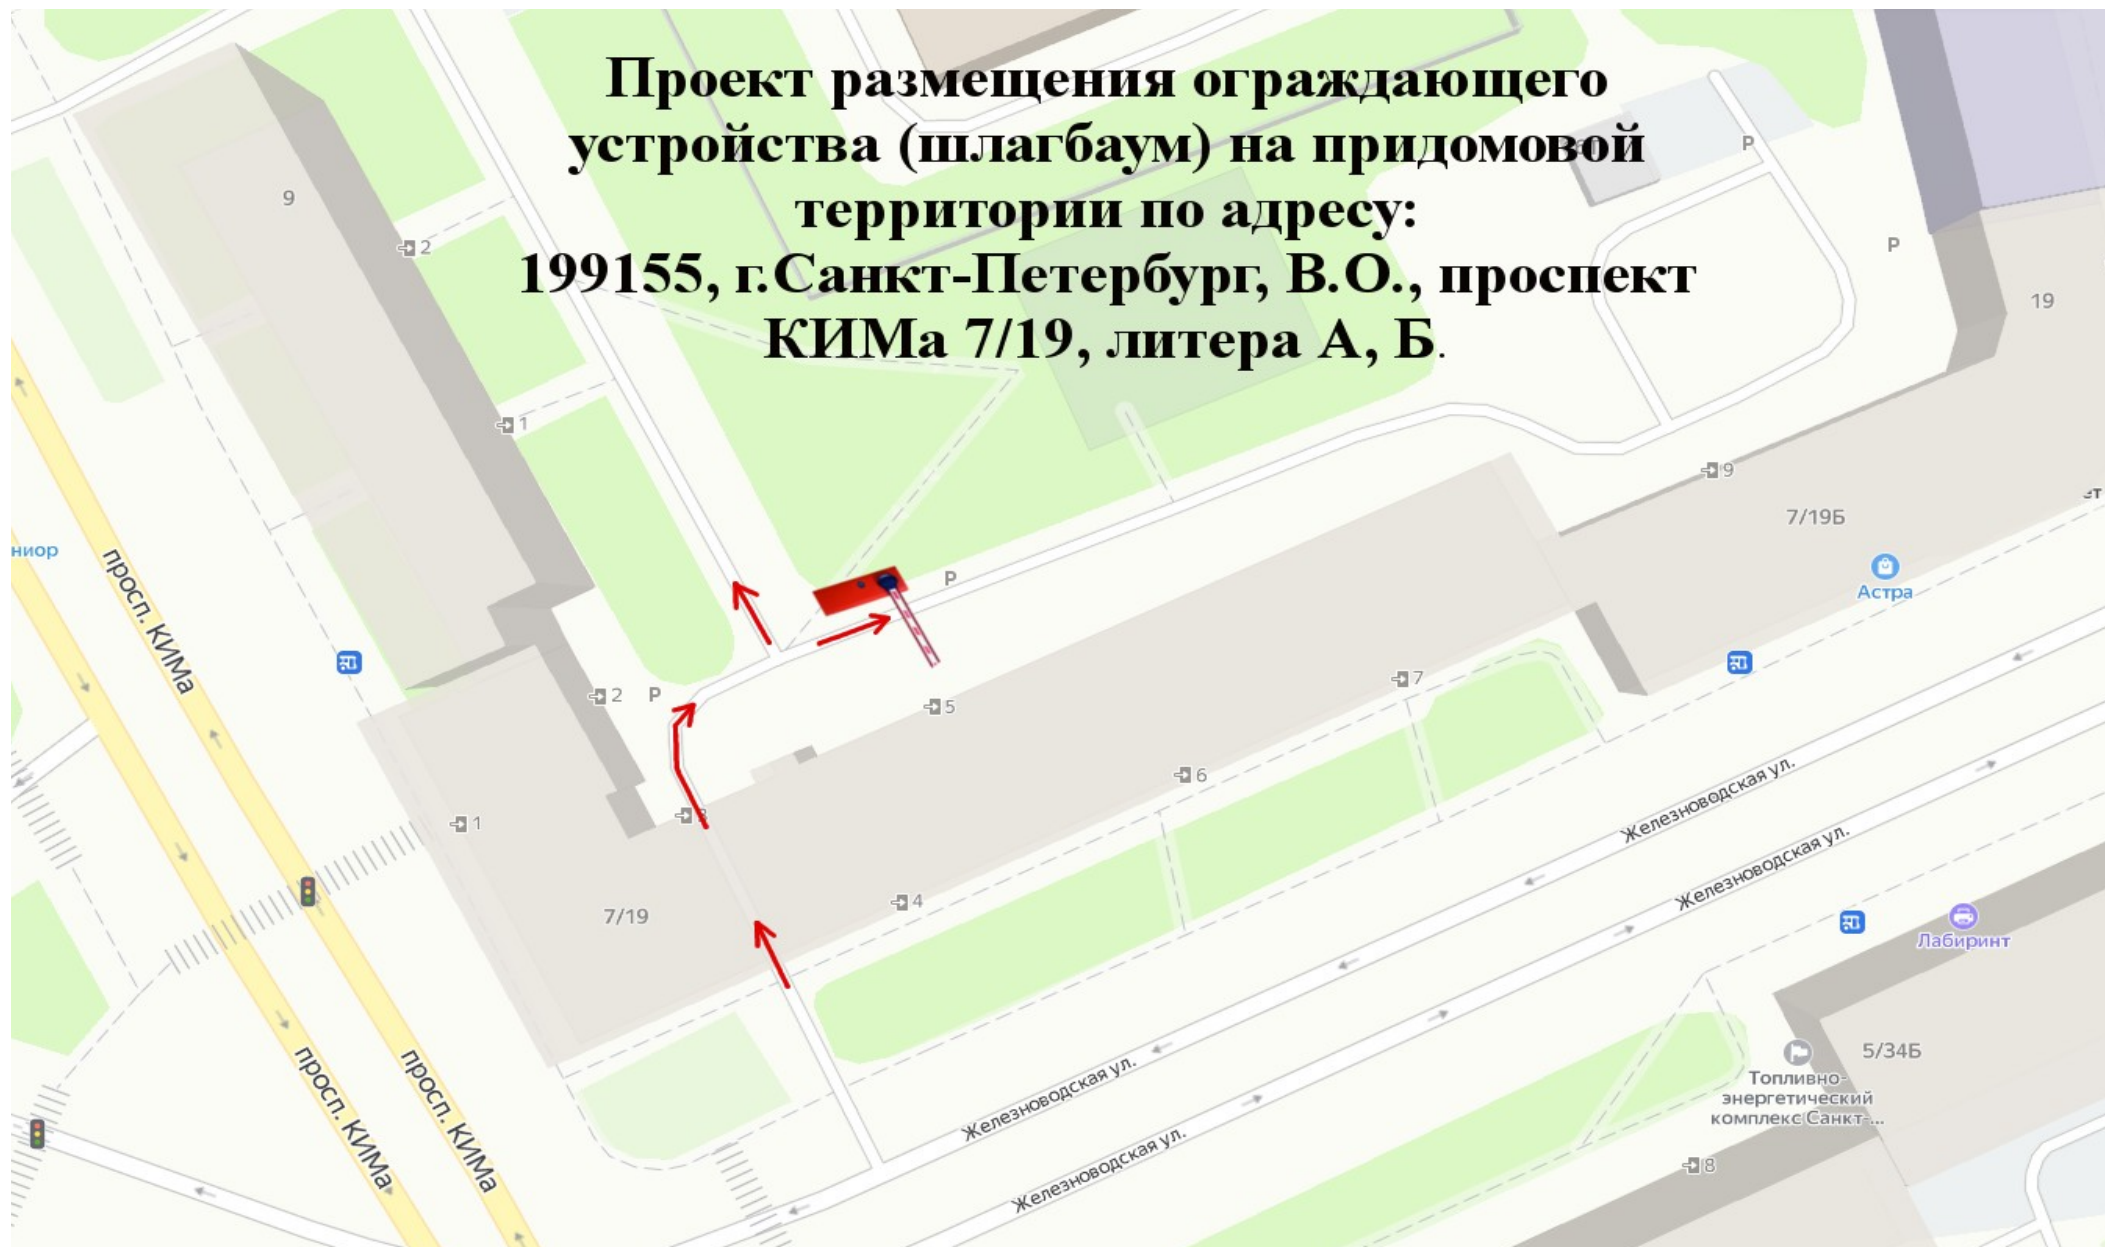 Проект размещения ограждающего
устройства (шлагбаум) на придомовой
территории по адресу:
199155, г.Санкт-Петербург, В.О., проспект
КИМа 7/19, литера А, Б.
P
9
2
P
19
1
9
7/19Б
ниор
просп. КИМа
P
Астра
2
P
5
7
6
Железноводская ул.
1
4
7/19
Железноводская ул.
Лабиринт
просп. КИМа
просп. КИМа
Железноводская ул.
5/34Б
Топливно-
энергетический
комплекс Санкт-...
Железноводская ул.
8